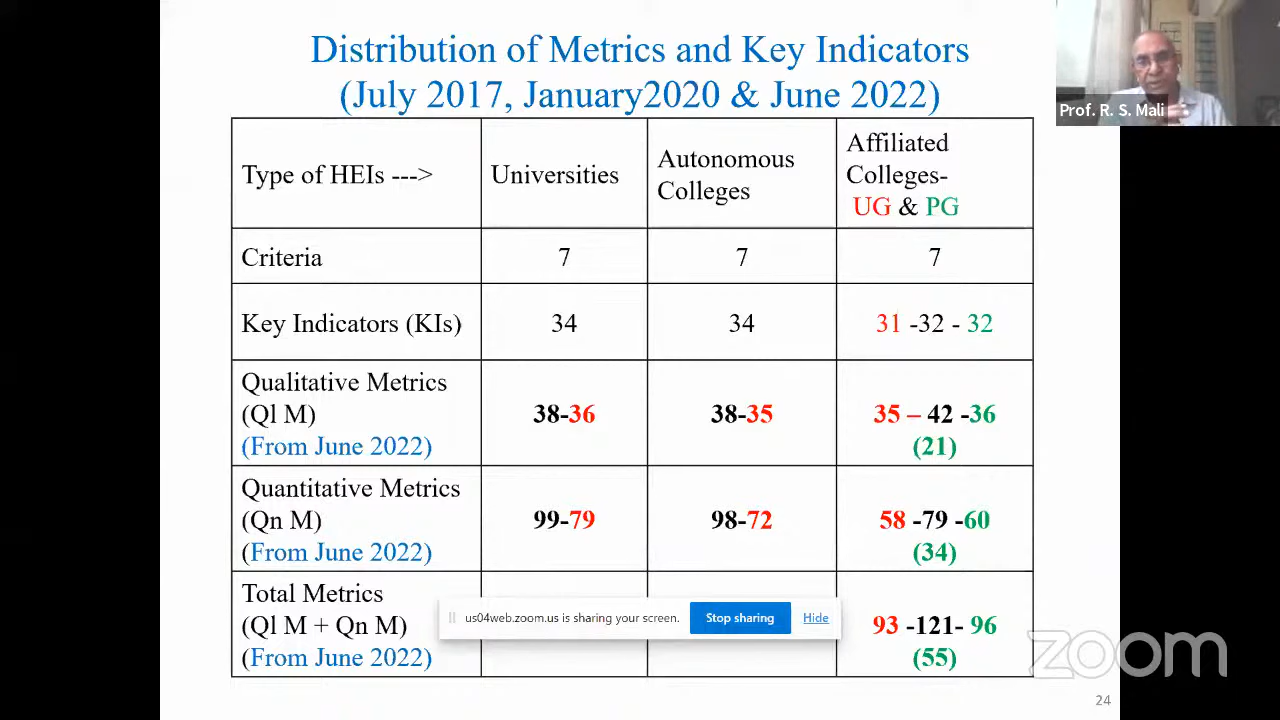 Distribution of Metrics and Key Indicators
(July 2017, January2020 & June 2022)
Prof. R. S. Mali
Type of HEIs --->
Universities
Autonomous
Colleges
Affiliated
Colleges-
UG & PG
Criteria
7
7
7
Key Indicators (KIs)
34
34
31 -32 - 32
Qualitative Metrics
(Ql M)
(From June 2022)
38-36
38-35
35 – 42 -36
(21)
Quantitative Metrics
(Qn M)
(From June 2022)
99-79
98-72
58 -79 -60
(34)
Total Metrics
(Ql M + Qn M)
(From June 2022)
us04web.zoom.us is sharing your screen.
Stop sharing
Hide
93 -121- 96
(55)
zoom
24